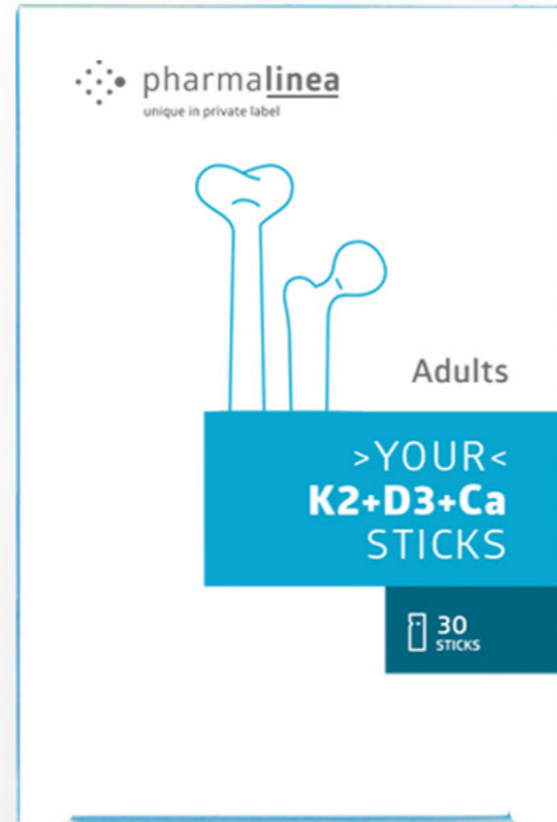 pharmalinea
unique in private label
Adults
>YOUR<
K2+D3+Ca
STICKS
30
STICKS